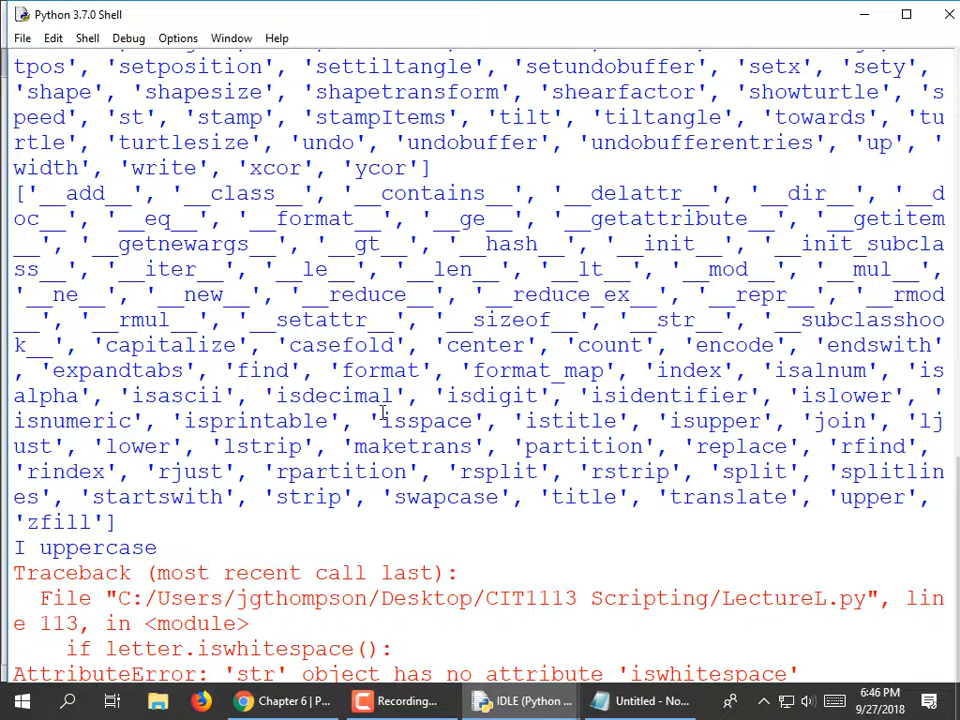 Python 3.7.0 Shell
File Edit Shell Debug Options Window Help
tpos', 'setposition', 'settiltangle', 'setundobuffer', 'setx', 'sety',
'shape', 'shapesize', 'shapetransform', 'shearfactor', 'showturtle', 's
peed', 'st', 'stamp', 'stampItems', 'tilt', 'tiltangle', 'towards', 'tu
rtle', 'turtlesize', 'undo', 'undobuffer', 'undobufferentries', 'up', '
width', 'write', 'xcor', 'ycor']
['__add__', '__class__', '__contains__', '__delattr__', '__dir__', '__d
oc__', '__eq__', '__format__', '__ge__', '__getattribute__', '__getitem
__', '__getnewargs__', '__gt__', '__hash__', '__init__', '__init_subcla
ss__', '__iter__', '__le__', '__len__', '__lt__', '__mod__', '__mul__',
'__ne__', '__new__', '__reduce__', '__reduce_ex__', '__repr__', '__rmod
__', '__rmul__', '__setattr__', '__sizeof__', '__str__', '__subclasshoo
k__', 'capitalize', 'casefold', 'center', 'count', 'encode', 'endswith'
, 'expandtabs', 'find', 'format', 'format_map', 'index', 'isalnum', 'is
alpha', 'isascii', 'isdecimal', 'isdigit', 'isidentifier', 'islower', '
isnumeric', 'isprintable', 'isspace', 'istitle', 'isupper', 'join', 'lj
ust', 'lower', 'lstrip', 'maketrans', 'partition', 'replace', 'rfind',
'rindex', 'rjust', 'rpartition', 'rsplit', 'rstrip', 'split', 'splitlin
es', 'startswith', 'strip', 'swapcase', 'title', 'translate', 'upper',
'zfill']
I uppercase
Traceback (most recent call last):
File "C:/Users/jgthompson/Desktop/CIT1113 Scripting/LectureL.py", lin
e 113, in <module>
if letter.iswhitespace():
AttributeError: 'str' object has no attribute 'iswhitespace'
Chapter 6 | P... Recording... IDLE (Python ... Untitled - No... 6:46 PM
9/27/2018